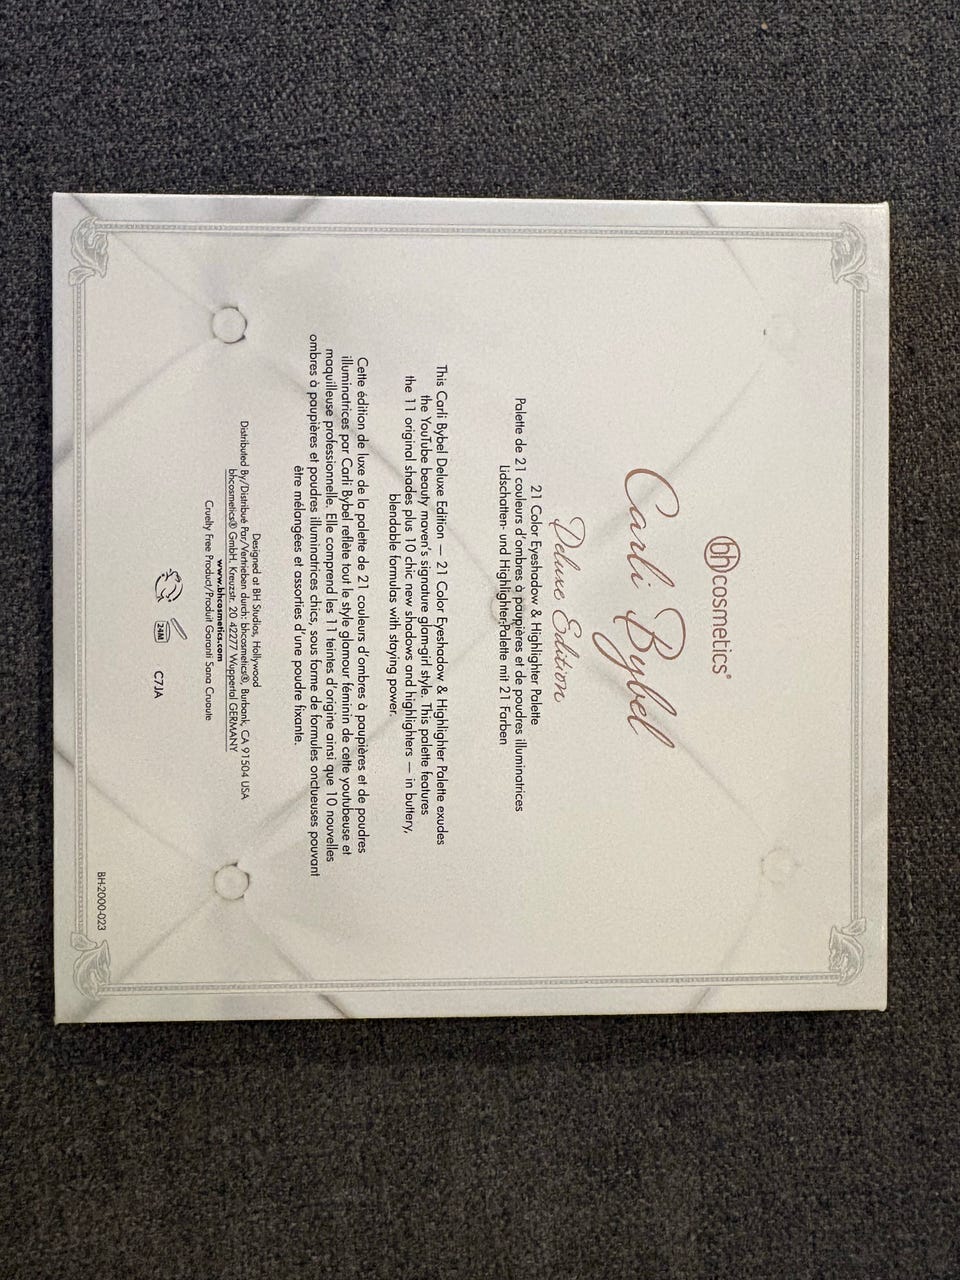 bhcosmetics®
Carli Bybel
Deluxe Edition
21 Color Eyeshadow & Highlighter Palette
Palette de 21 couleurs d'ombres à paupières et de poudres illuminatrices
Lidschatten- und Highlighter-Palette mit 21 Farben
This Carli Bybel Deluxe Edition — 21 Color Eyeshadow & Highlighter Palette exudes
the YouTube beauty maven's signature glam-girl style. This palette features
the 11 original shades plus 10 chic new shadows and highlighters — in buttery,
blendable formulas with staying power.
Cette édition de luxe de la palette de 21 couleurs d'ombres à paupières et de poudres
illuminatrices par Carli Bybel reflète tout le style glamour féminin de cette youtubeuse et
maquilleuse professionnelle. Elle comprend les 11 teintes d'origine ainsi que 10 nouvelles
ombres à paupières et poudres illuminatrices chics, sous forme de formules onctueuses pouvant
être mélangées et assorties d'une poudre fixante.
Designed at BH Studios, Hollywood
Distributed By/Distribué Par/Vertrieben durch: bhcosmetics®, Burbank, CA 91504 USA
bhcosmetics® GmbH, Kreuzstr. 20 42277 Wuppertal GERMANY
www.bhcosmetics.com
Cruelty Free Product/Produit Garanti Sans Cruauté
24M
C7JA
BH-2000-023